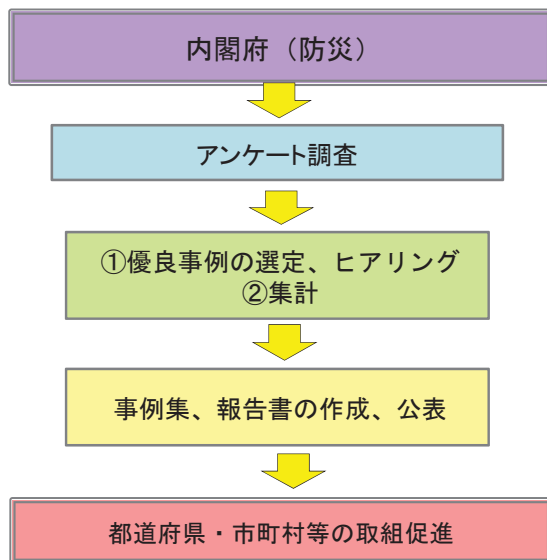 内閣府（防災）
アンケート調査
①優良事例の選定、ヒアリング
②集計
事例集、報告書の作成、公表
都道府県・市町村等の取組促進